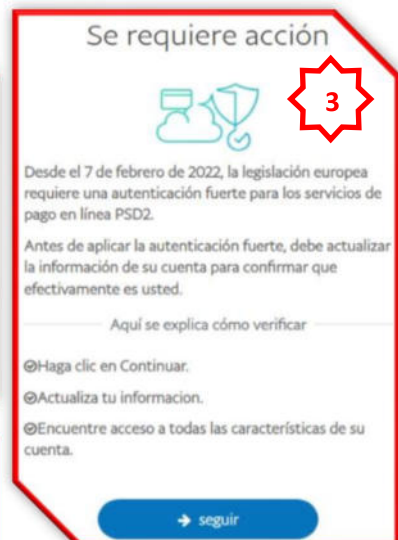 Se requiere acción
3
Desde el 7 de febrero de 2022, la legislación europea
requiere una autenticación fuerte para los servicios de
pago en línea PSD2.
Antes de aplicar la autenticación fuerte, debe actualizar
la información de su cuenta para confirmar que
efectivamente es usted.
Aquí se explica cómo verificar
Haga clic en Continuar.
Actualiza tu informacion.
Encuentre acceso a todas las características de su
cuenta.
→ seguir